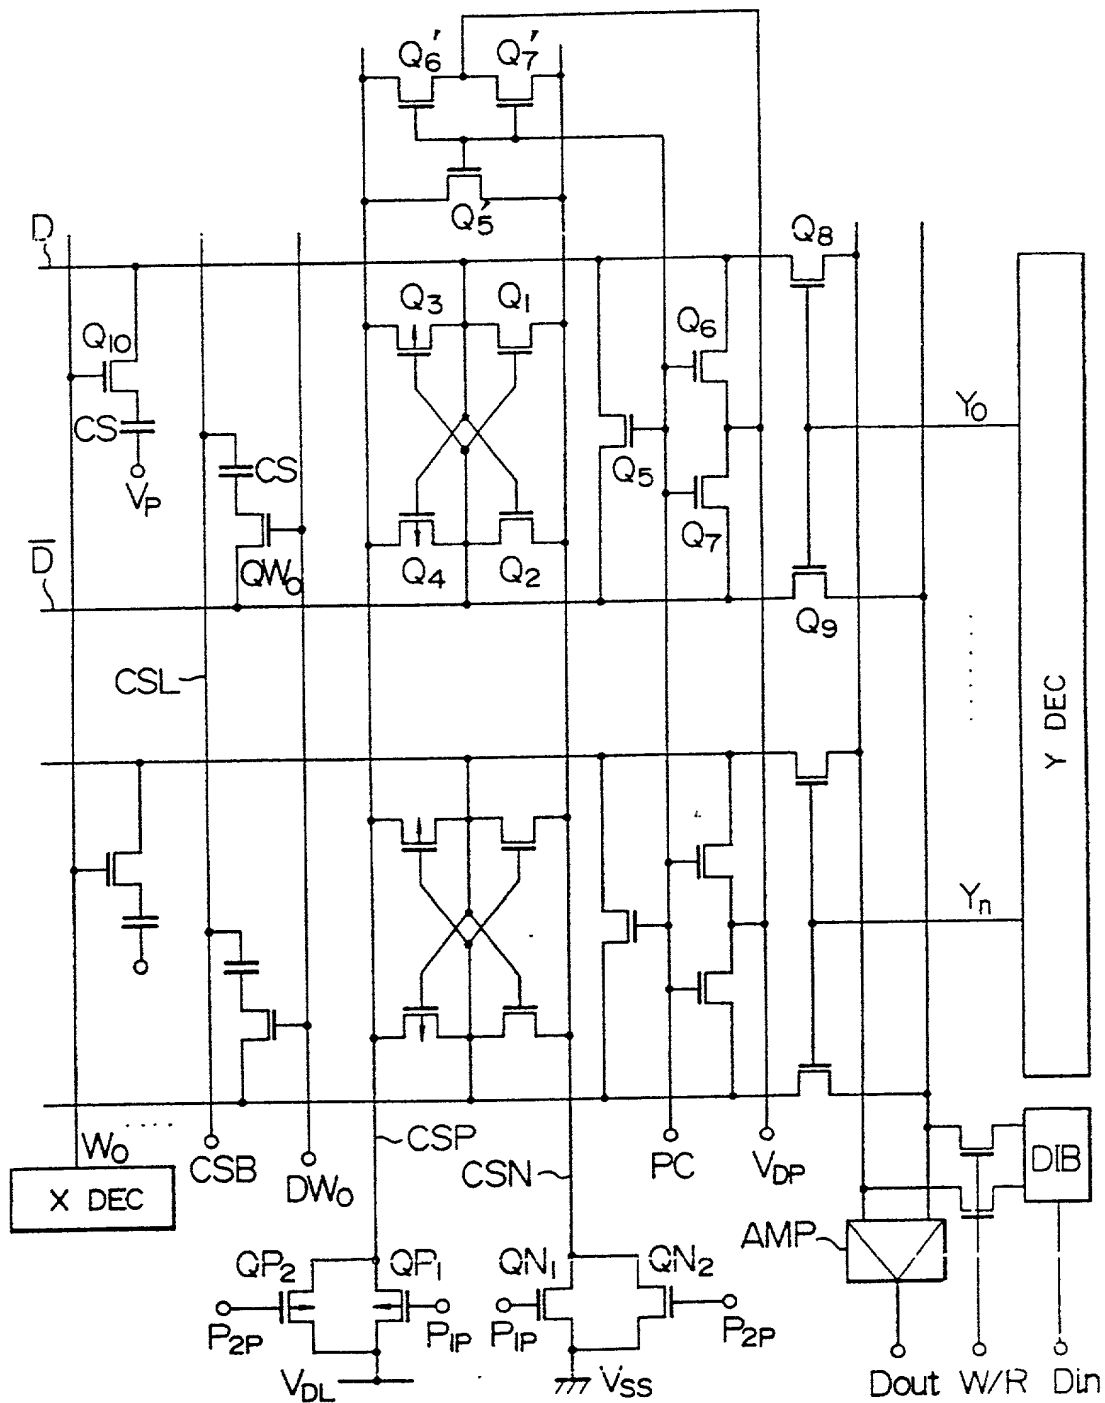 Q6' Q7'
Q5'
D Q8
Q3 Q1
Q10 Q6
Y0
CS CS Q5
VP
Q7
D̅ QW0 Q4 Q2
Q9
CSL
Y DEC
Yn
W0 CSP
CSB DW0 CSN PC VDP DIB
X DEC
AMP
QP2 QP1 QN1 QN2
P2P P1P P1P P2P
VDL VSS Dout W/R Din